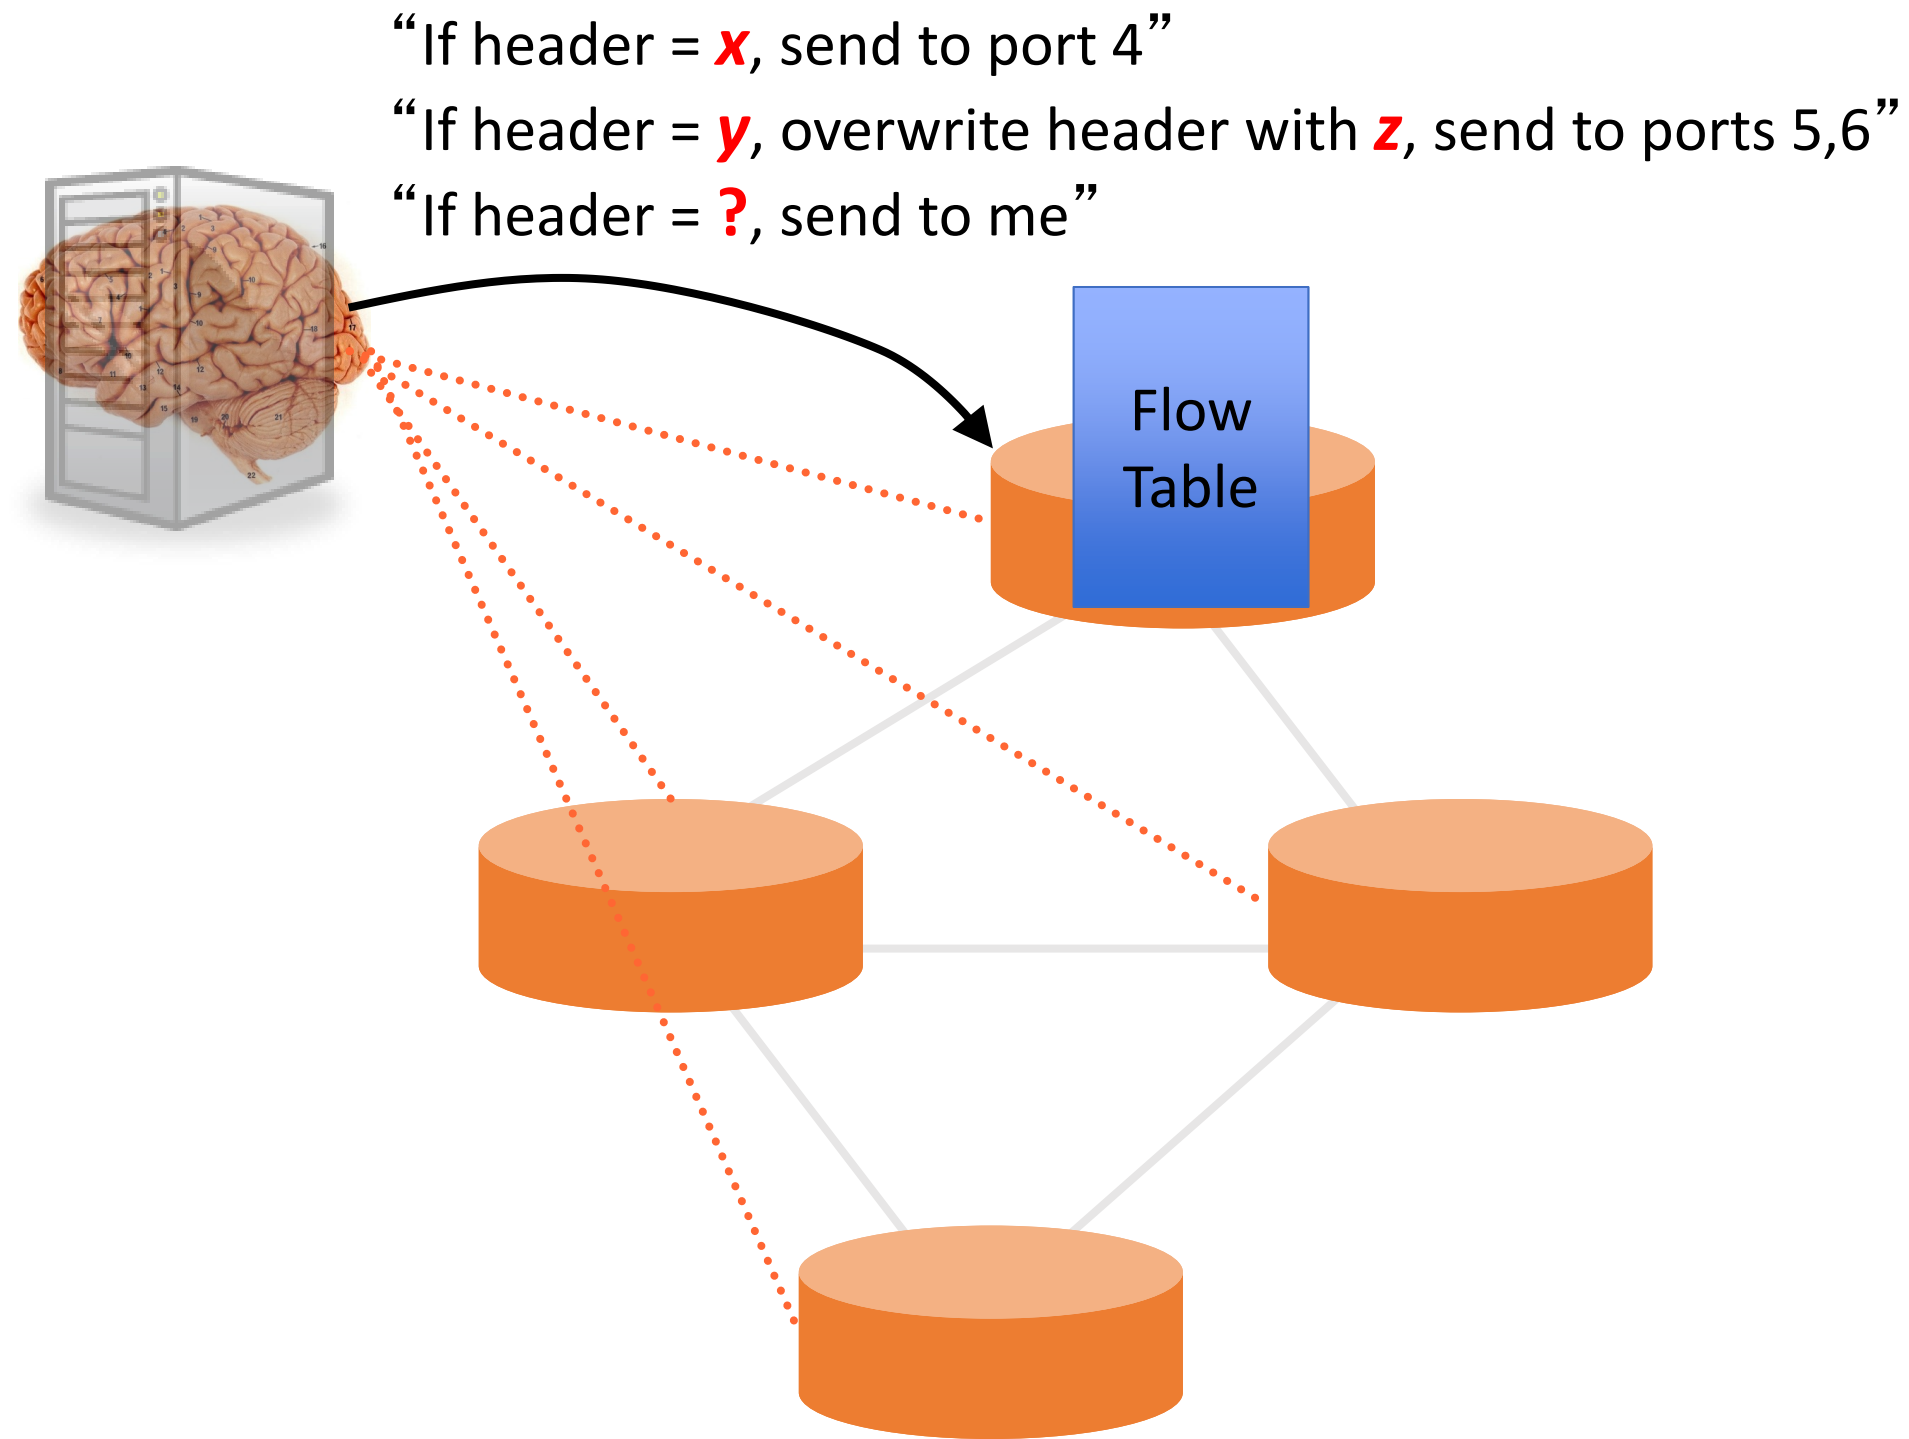 “If header = x, send to port 4”
“If header = y, overwrite header with z, send to ports 5,6”
“If header = ?, send to me”
Flow
Table